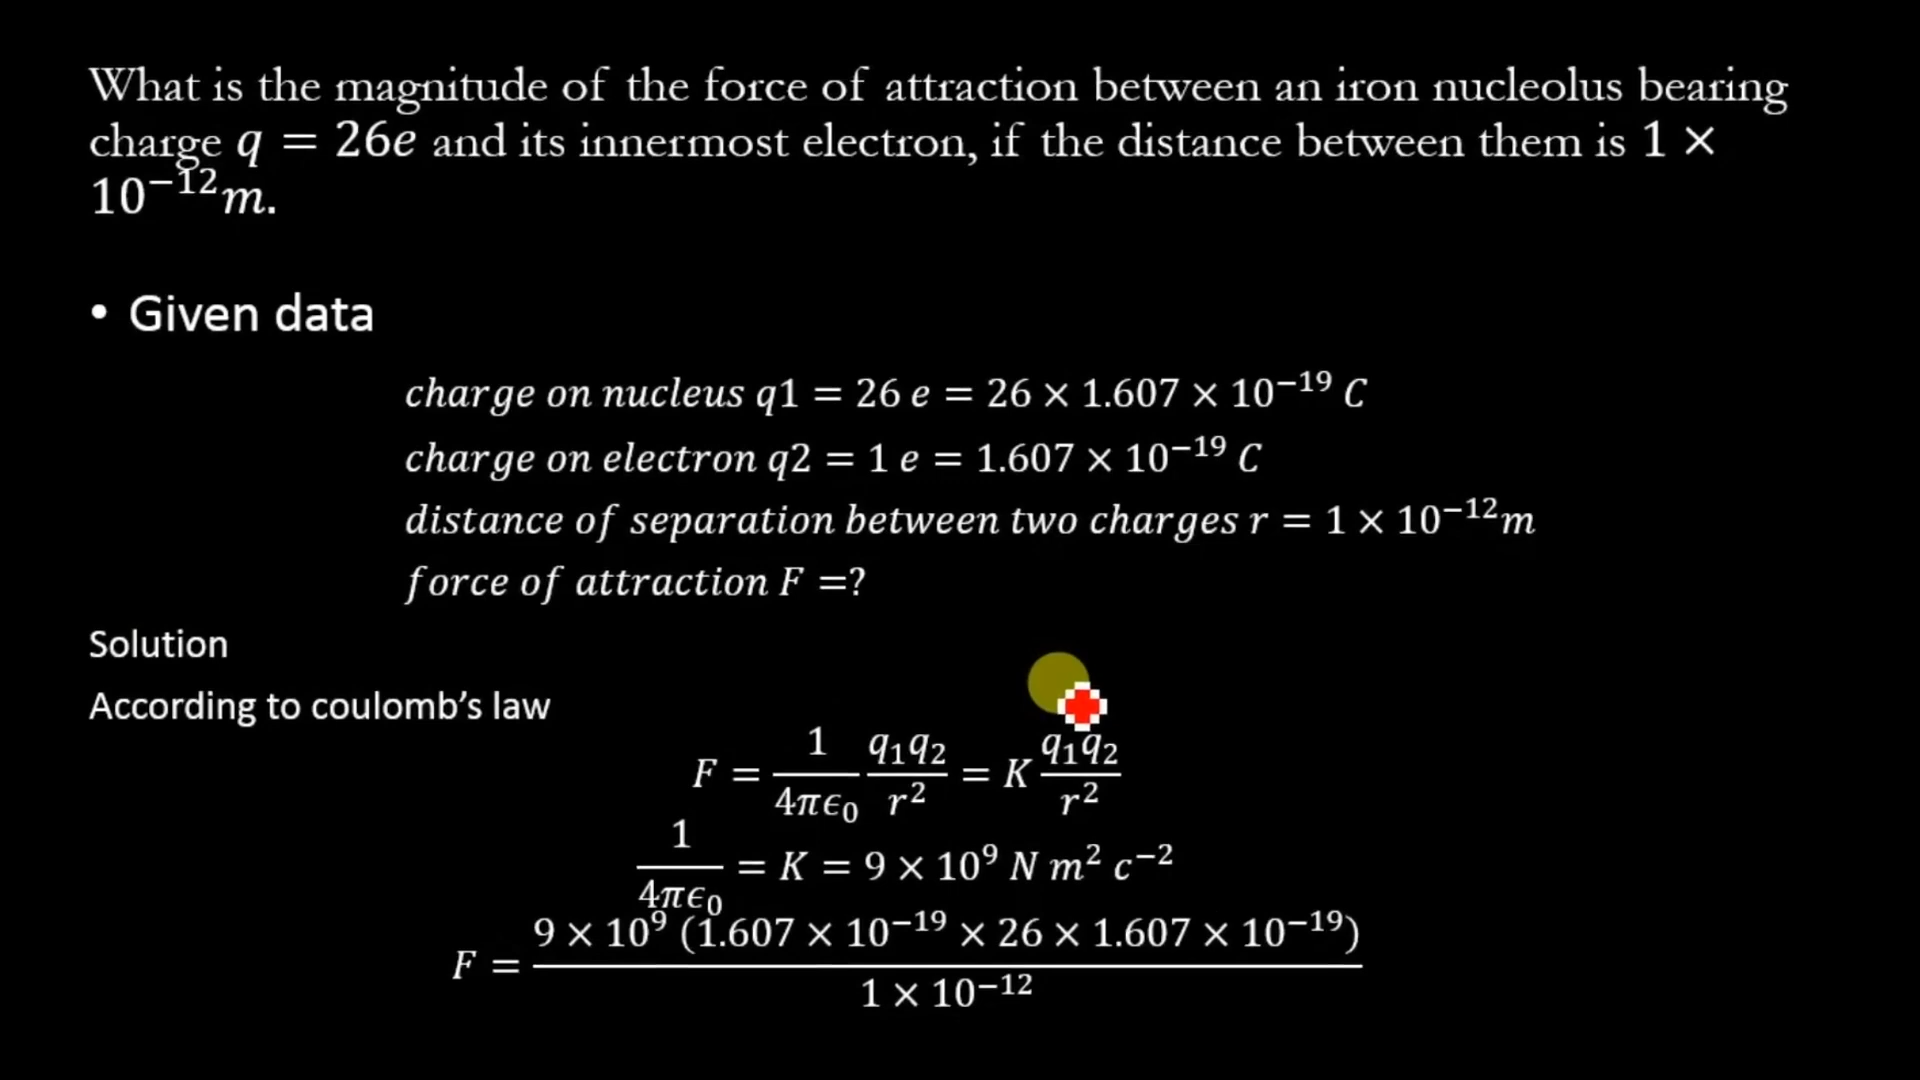 What is the magnitude of the force of attraction between an iron nucleolus bearing
charge q = 26e and its innermost electron, if the distance between them is 1 ×
10⁻¹²m.
• Given data
charge on nucleus q1 = 26 e = 26 × 1.607 × 10⁻¹⁹ C
charge on electron q2 = 1 e = 1.607 × 10⁻¹⁹ C
distance of separation between two charges r = 1 × 10⁻¹²m
force of attraction F =?
Solution
According to coulomb’s law
F = 1/(4πϵ₀) q₁q₂/r² = K q₁q₂/r²
1/(4πϵ₀) = K = 9 × 10⁹ N m² c⁻²
F = 9 × 10⁹ (1.607 × 10⁻¹⁹ × 26 × 1.607 × 10⁻¹⁹)/(1 × 10⁻¹²)